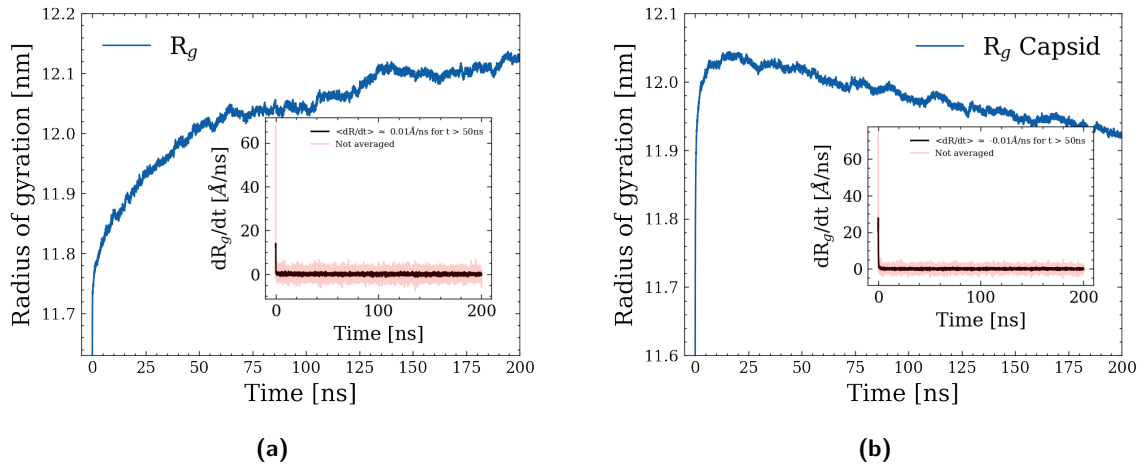 12.2
12.1
12.0
11.9
11.8
11.7
Radius of gyration [nm]
R_g
<dR/dt> ≃ 0.01Å/ns for t > 50ns
Not averaged
60
40
20
0
dR_g/dt [Å/ns]
0 100 200
Time [ns]
0 25 50 75 100 125 150 175 200
Time [ns]
(a)
12.1
12.0
11.9
11.8
11.7
11.6
Radius of gyration [nm]
R_g Capsid
<dR/dt> ≃ -0.01Å/ns for t > 50ns
Not averaged
60
40
20
0
dR_g/dt [Å/ns]
0 100 200
Time [ns]
0 25 50 75 100 125 150 175 200
Time [ns]
(b)